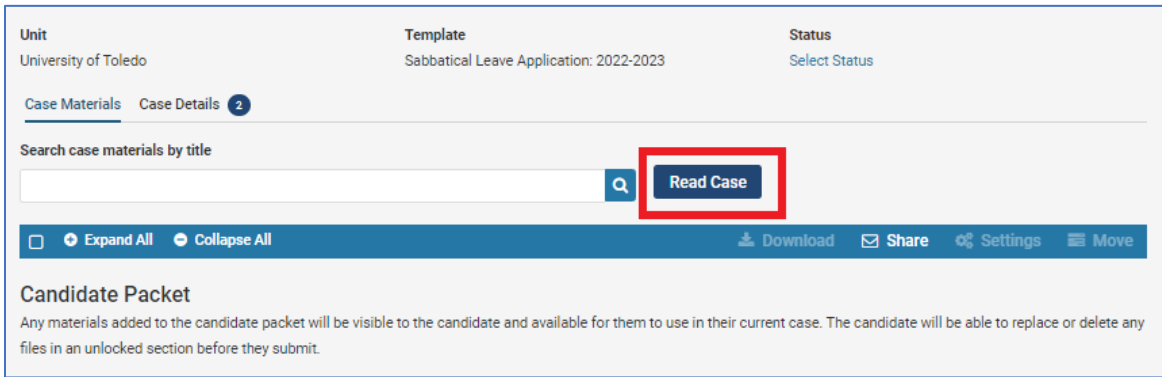 Unit Template Status
University of Toledo Sabbatical Leave Application: 2022-2023 Select Status
Case Materials Case Details 2
Search case materials by title
Read Case
Expand All Collapse All Download Share Settings Move
Candidate Packet
Any materials added to the candidate packet will be visible to the candidate and available for them to use in their current case. The candidate will be able to replace or delete any
files in an unlocked section before they submit.